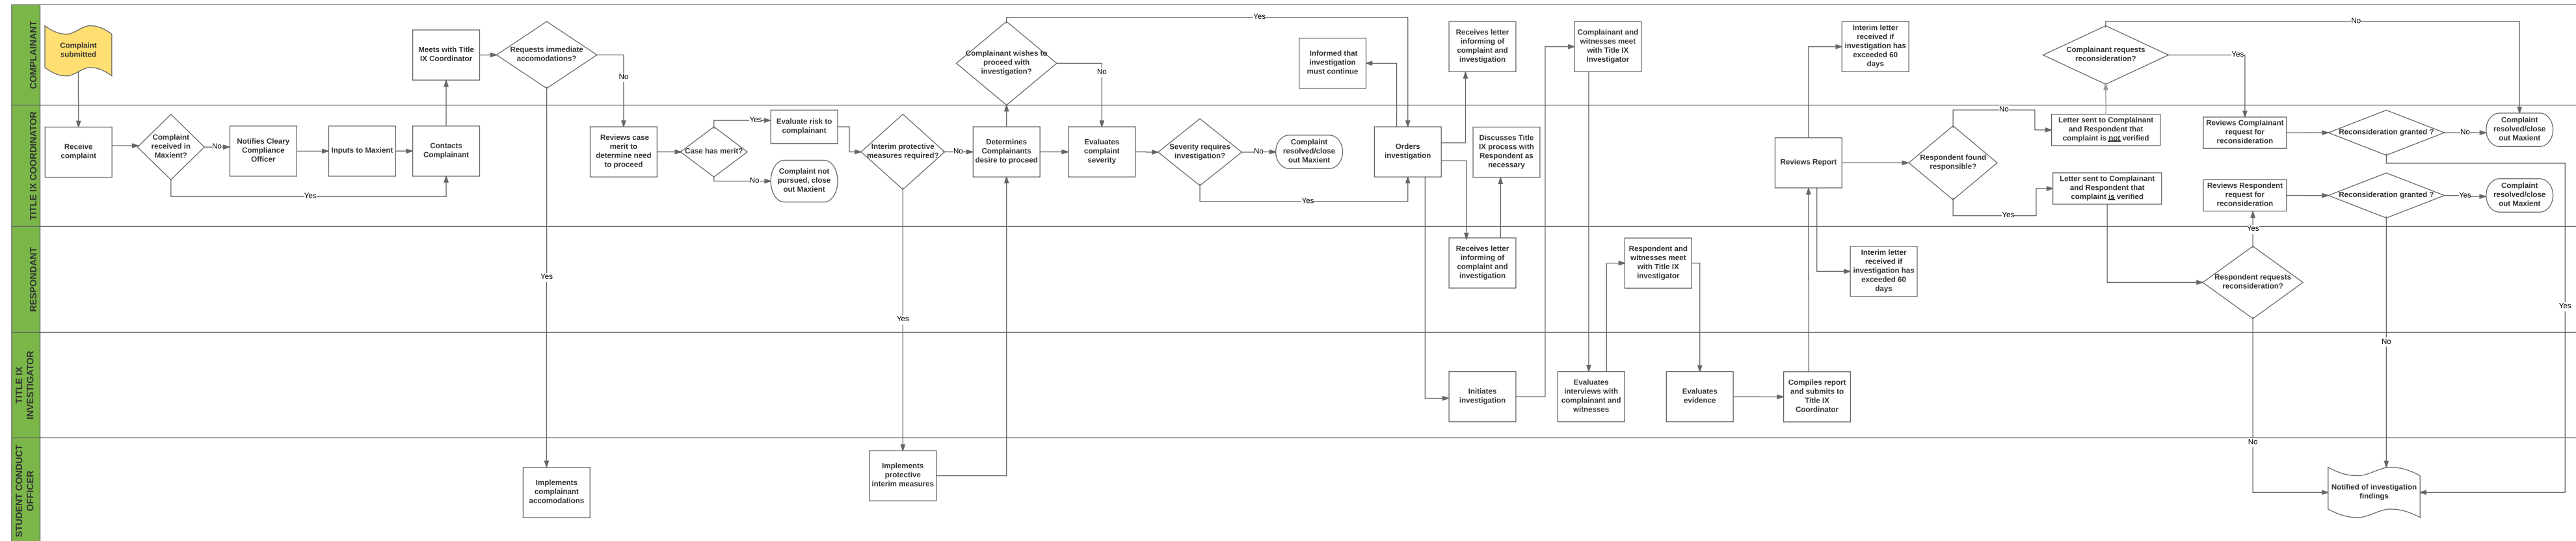 COMPLAINANT
Complaint
submitted
Meets with Title
IX Coordinator
Requests immediate
accomodations?
No
Complainant wishes to
proceed with
investigation?
Yes
No
Informed that
investigation
must continue
Receives letter
informing of
complaint and
investigation
Complainant and
witnesses meet
with Title IX
Investigator
Interim letter
received if
investigation has
exceeded 60
days
Complainant requests
reconsideration?
No
Yes
TITLE IX COORDINATOR
Receive
complaint
Complaint
received in
Maxient?
No
Yes
Notifies Cleary
Compliance
Officer
Inputs to Maxient
Contacts
Complainant
Reviews case
merit to
determine need
to proceed
Case has merit?
Yes
No
Evaluate risk to
complainant
Complaint not
pursued, close
out Maxient
Interim protective
measures required?
No
Determines
Complainants
desire to proceed
Evaluates
complaint
severity
Severity requires
investigation?
No
Yes
Complaint
resolved/close
out Maxient
Orders
investigation
Discusses Title
IX process with
Respondent as
necessary
Reviews Report
Respondent found
responsible?
No
Yes
Letter sent to Complainant
and Respondent that
complaint is not verified
Letter sent to Complainant
and Respondent that
complaint is verified
Reviews Complainant
request for
reconsideration
Reconsideration granted ?
No
Complaint
resolved/close
out Maxient
Reviews Respondent
request for
reconsideration
Reconsideration granted ?
Yes
Complaint
resolved/close
out Maxient
RESPONDANT
Yes
Yes
Receives letter
informing of
complaint and
investigation
Respondent and
witnesses meet
with Title IX
investigator
Interim letter
received if
investigation has
exceeded 60
days
Yes
Respondent requests
reconsideration?
Yes
TITLE IX
INVESTIGATOR
Initiates
investigation
Evaluates
interviews with
complainant and
witnesses
Evaluates
evidence
Compiles report
and submits to
Title IX
Coordinator
No
STUDENT CONDUCT
OFFICER
Implements
complainant
accomodations
Implements
protective
interim measures
No
Notified of investigation
findings